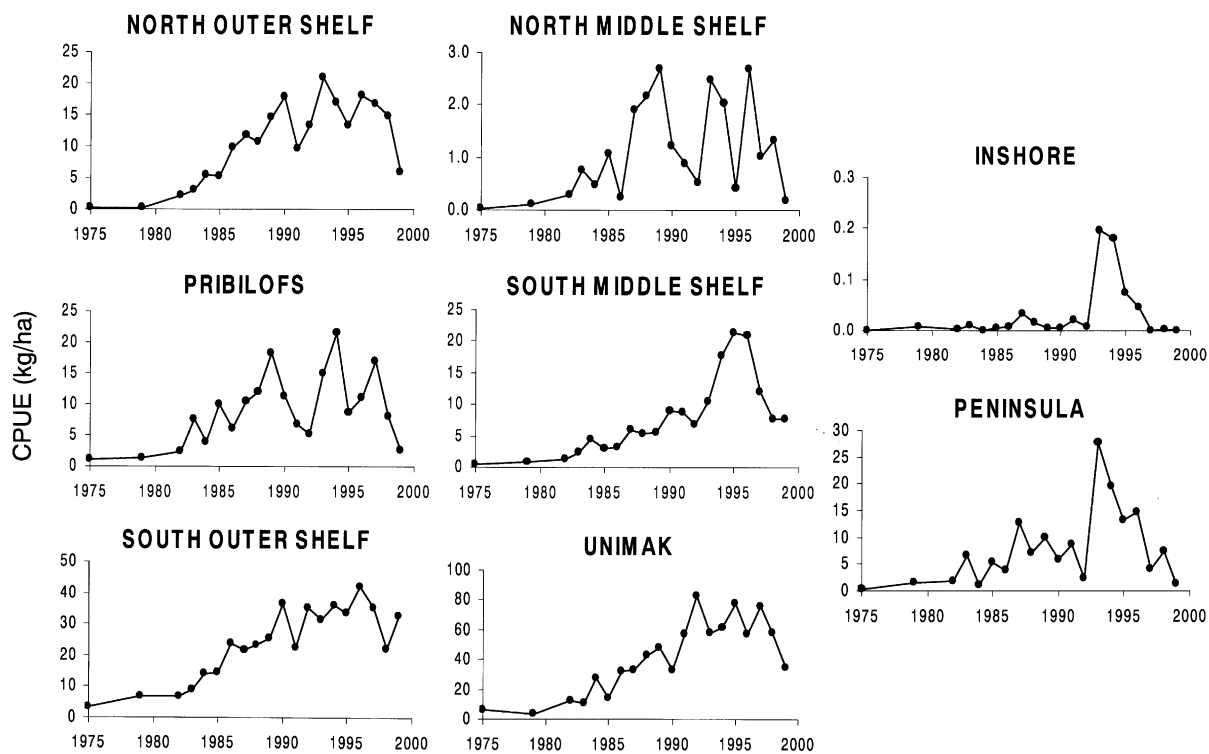 NORTH OUTER SHELF
25
20
15
10
5
0
1975 1980 1985 1990 1995 2000
NORTH MIDDLE SHELF
3.0
2.0
1.0
0.0
1975 1980 1985 1990 1995 2000
INSHORE
0.3
0.2
0.1
0.0
1975 1980 1985 1990 1995 2000
CPUE (kg/ha)
PRIBILOFS
25
20
15
10
5
0
1975 1980 1985 1990 1995 2000
SOUTH MIDDLE SHELF
25
20
15
10
5
0
1975 1980 1985 1990 1995 2000
PENINSULA
30
25
20
15
10
5
0
1975 1980 1985 1990 1995 2000
SOUTH OUTER SHELF
50
40
30
20
10
0
1975 1980 1985 1990 1995 2000
UNIMAK
100
80
60
40
20
0
1975 1980 1985 1990 1995 2000